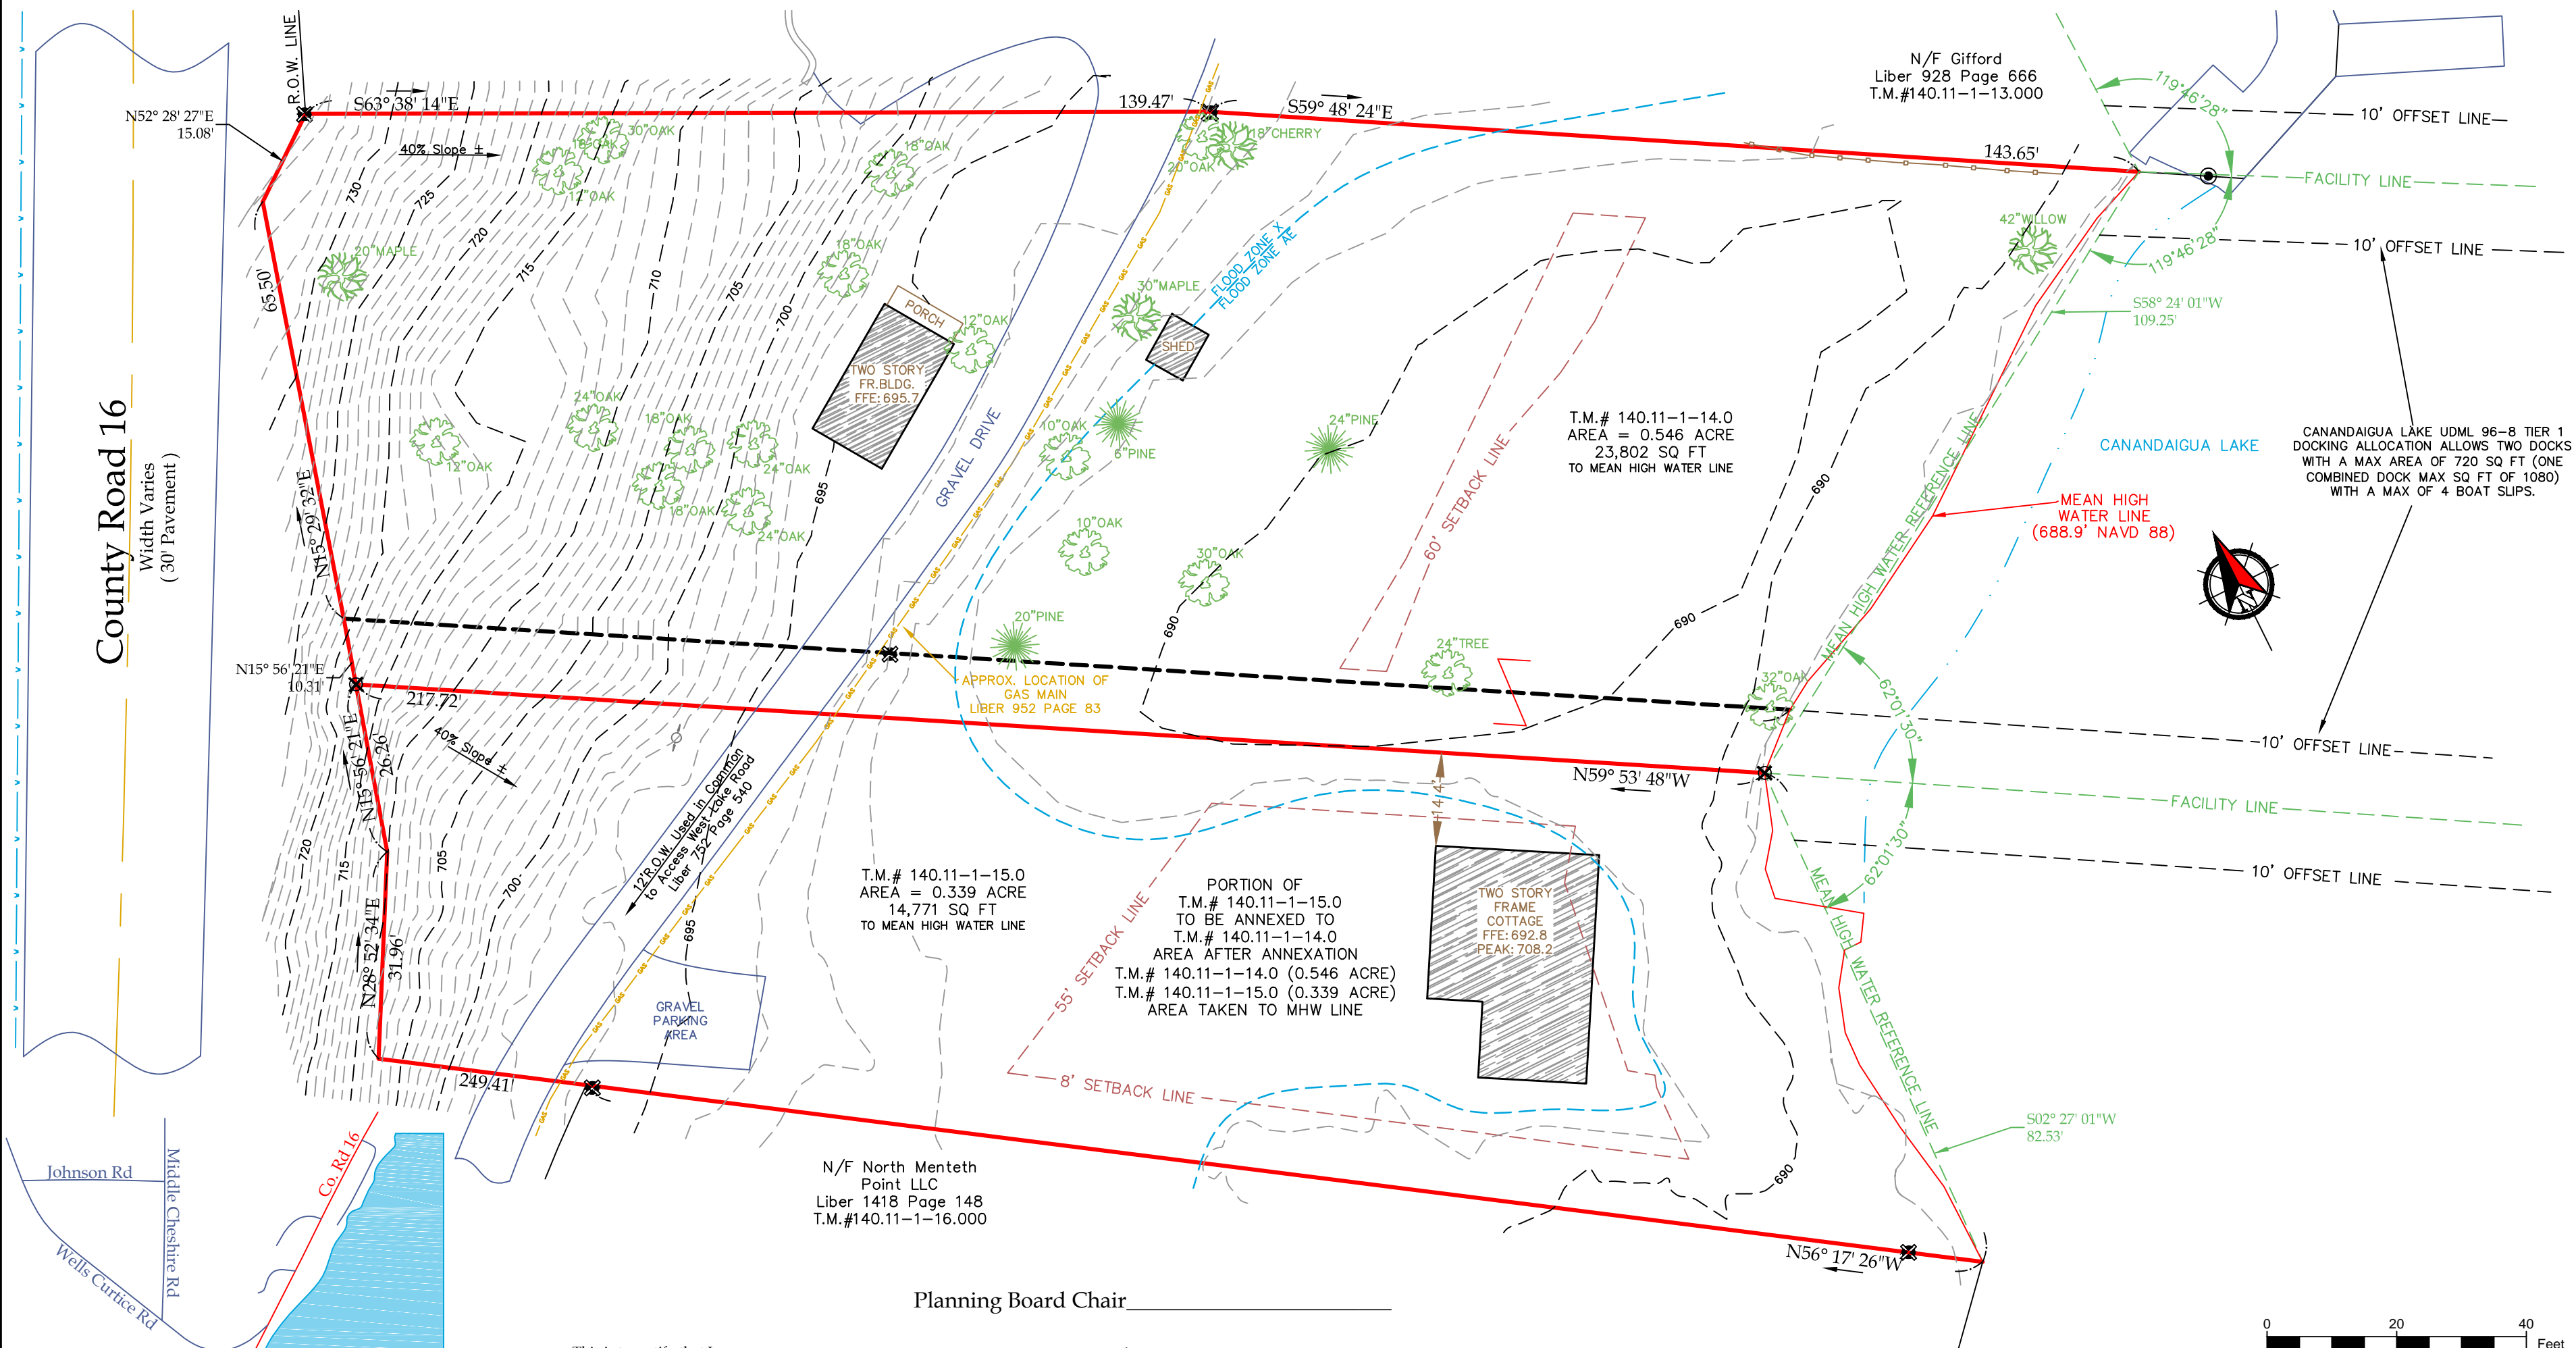 R.O.W. LINE
N52° 28' 27"E
15.08'
S63° 38' 14"E
139.47'
S59° 48' 24"E
143.65'
N/F Gifford
Liber 928 Page 666
T.M.#140.11-1-13.000
119°46'28"
10' OFFSET LINE
FACILITY LINE
119°46'28"
10' OFFSET LINE
40% Slope ±
730
725
720
715
710
705
700
30"OAK
18"OAK
12"OAK
18"OAK
18"CHERRY
20"OAK
20"MAPLE
18"OAK
12"OAK
30"MAPLE
42"WILLOW
FLOOD ZONE X
FLOOD ZONE AE
PORCH
TWO STORY
FR.BLDG.
FFE: 695.7
SHED
GRAVEL DRIVE
GAS
65.50'
N15° 29' 32"E
County Road 16
Width Varies
( 30' Pavement )
12"OAK
24"OAK
18"OAK
24"OAK
18"OAK
24"OAK
695
10"OAK
6"PINE
24"PINE
10"OAK
30"OAK
20"PINE
24"TREE
32"OAK
60' SETBACK LINE
T.M.# 140.11-1-14.0
AREA = 0.546 ACRE
23,802 SQ FT
TO MEAN HIGH WATER LINE
690
690
690
S58° 24' 01"W
109.25'
MEAN HIGH WATER REFERENCE LINE
CANANDAIGUA LAKE
MEAN HIGH
WATER LINE
(688.9' NAVD 88)
CANANDAIGUA LAKE UDML 96-8 TIER 1
DOCKING ALLOCATION ALLOWS TWO DOCKS
WITH A MAX AREA OF 720 SQ FT (ONE
COMBINED DOCK MAX SQ FT OF 1080)
WITH A MAX OF 4 BOAT SLIPS.
N
N15° 56' 21"E
10.31'
217.72'
APPROX. LOCATION OF
GAS MAIN
LIBER 952 PAGE 83
N59° 53' 48"W
62°01'30"
10' OFFSET LINE
FACILITY LINE
62°01'30"
10' OFFSET LINE
N15° 56' 21"E
26.26'
40% Slope ±
720
715
705
700
695
12'R.O.W. Used in Common
to Access West Lake Road
Liber 752 Page 540
14.4'
T.M.# 140.11-1-15.0
AREA = 0.339 ACRE
14,771 SQ FT
TO MEAN HIGH WATER LINE
55' SETBACK LINE
PORTION OF
T.M.# 140.11-1-15.0
TO BE ANNEXED TO
T.M.# 140.11-1-14.0
AREA AFTER ANNEXATION
T.M.# 140.11-1-14.0 (0.546 ACRE)
T.M.# 140.11-1-15.0 (0.339 ACRE)
AREA TAKEN TO MHW LINE
TWO STORY
FRAME
COTTAGE
FFE: 692.8
PEAK: 708.2
MEAN HIGH WATER REFERENCE LINE
N28° 52' 34"E
31.96'
GRAVEL
PARKING
AREA
249.41'
8' SETBACK LINE
S02° 27' 01"W
82.53'
690
N56° 17' 26"W
N/F North Menteth
Point LLC
Liber 1418 Page 148
T.M.#140.11-1-16.000
Johnson Rd
Middle Cheshire Rd
Wells Curtice Rd
Co. Rd 16
Planning Board Chair
0 20 40
Feet